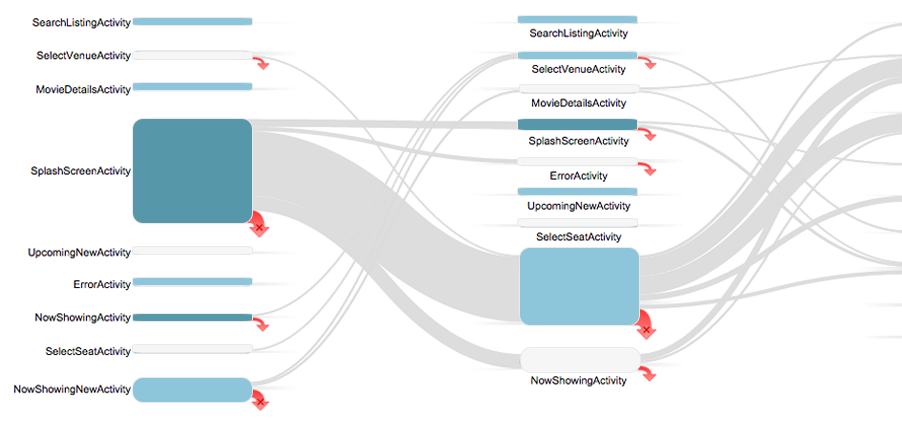 SearchListingActivity
SelectVenueActivity
MovieDetailsActivity
SplashScreenActivity
UpcomingNewActivity
ErrorActivity
NowShowingActivity
SelectSeatActivity
NowShowingNewActivity
SearchListingActivity
SelectVenueActivity
MovieDetailsActivity
SplashScreenActivity
ErrorActivity
UpcomingNewActivity
SelectSeatActivity
NowShowingActivity